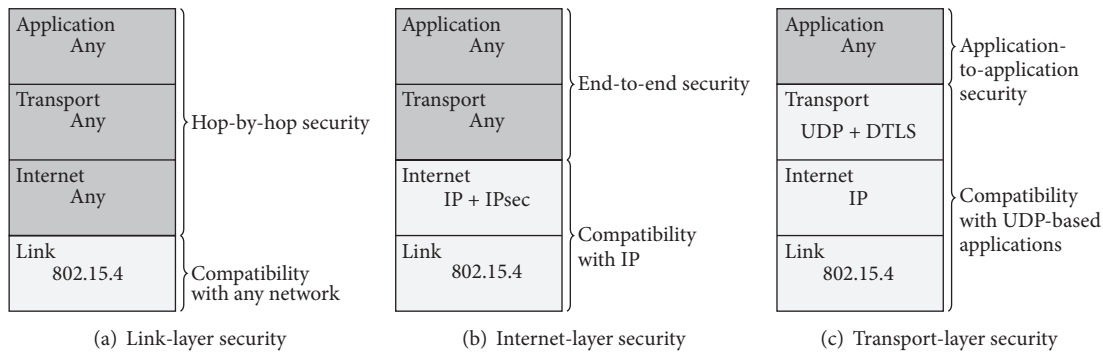 Application
Any
Transport
Any
Internet
Any
Link
802.15.4
Hop-by-hop security
Compatibility
with any network
(a) Link-layer security
Application
Any
Transport
Any
Internet
IP + IPsec
Link
802.15.4
End-to-end security
Compatibility
with IP
(b) Internet-layer security
Application
Any
Transport
UDP + DTLS
Internet
IP
Link
802.15.4
Application-
to-application
security
Compatibility
with UDP-based
applications
(c) Transport-layer security